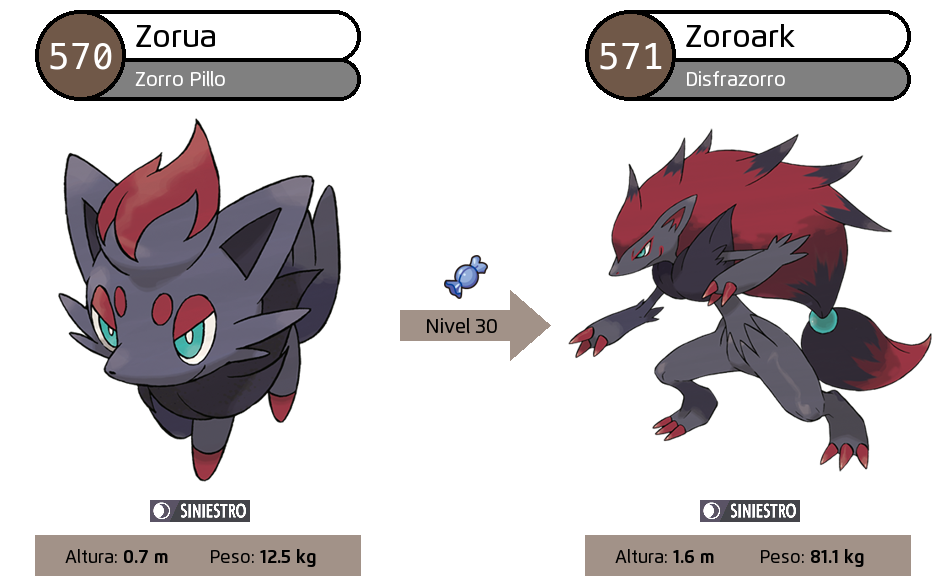 570
Zorua
Zorro Pillo
571
Zoroark
Disfrazorro
Nivel 30
SINIESTRO
SINIESTRO
Altura: 0.7 m Peso: 12.5 kg
Altura: 1.6 m Peso: 81.1 kg